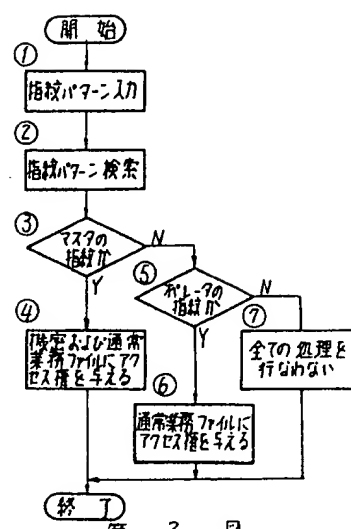 開始
①
指紋パターン入力
②
指紋パターン検索
③
マスタの
指紋か
N
Y
⑤
オペレータの
指紋か
N
Y
④
機密および通常
業務ファイルにアク
セス権を与える
⑦
全ての処理を
行なわない
⑥
通常業務ファイルに
アクセス権を与える
終了
第 2 図